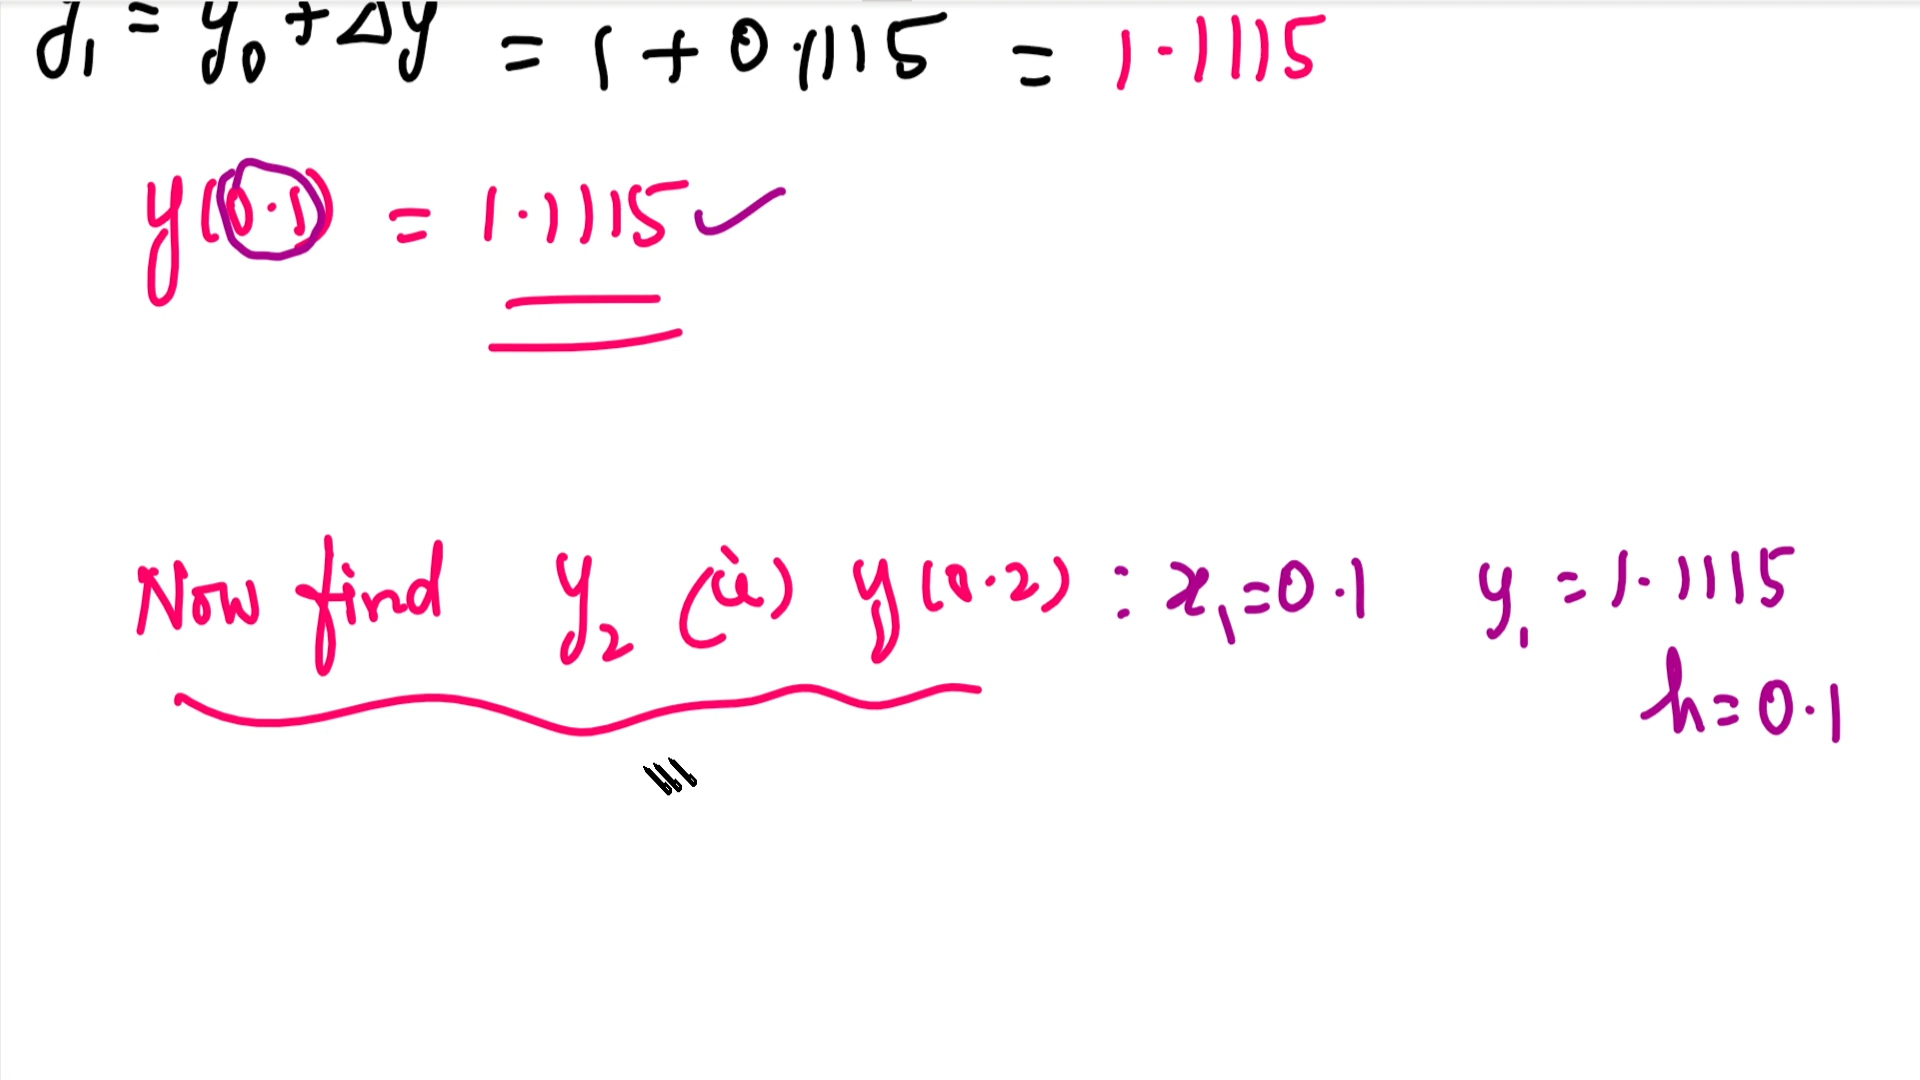 y₁ = y₀ + Δy = 1 + 0.1115 = 1.1115
y(0.1) = 1.1115 ✓
Now find y₂ (ie) y(0.2) : x₁ = 0.1 y₁ = 1.1115
h = 0.1